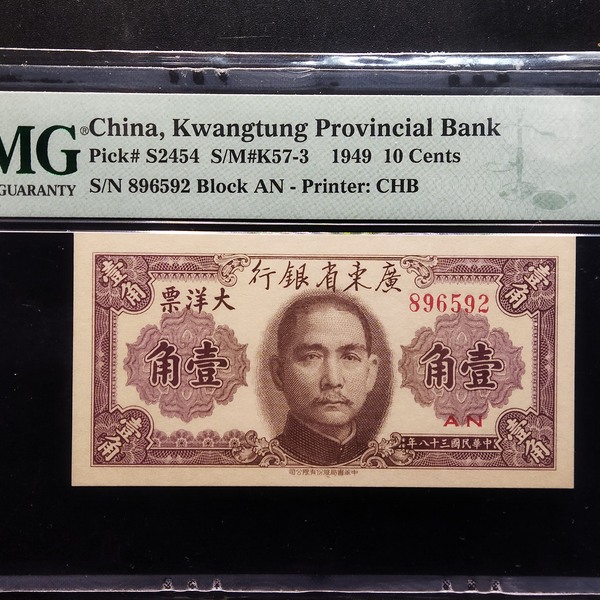 MG® China, Kwangtung Provincial Bank
Pick# S2454 S/M#K57-3 1949 10 Cents
GUARANTY S/N 896592 Block AN - Printer: CHB
行銀省東廣
票洋大
896592
壹角
壹角
角壹
角壹
AN
壹角
壹角
年八十三國民華中